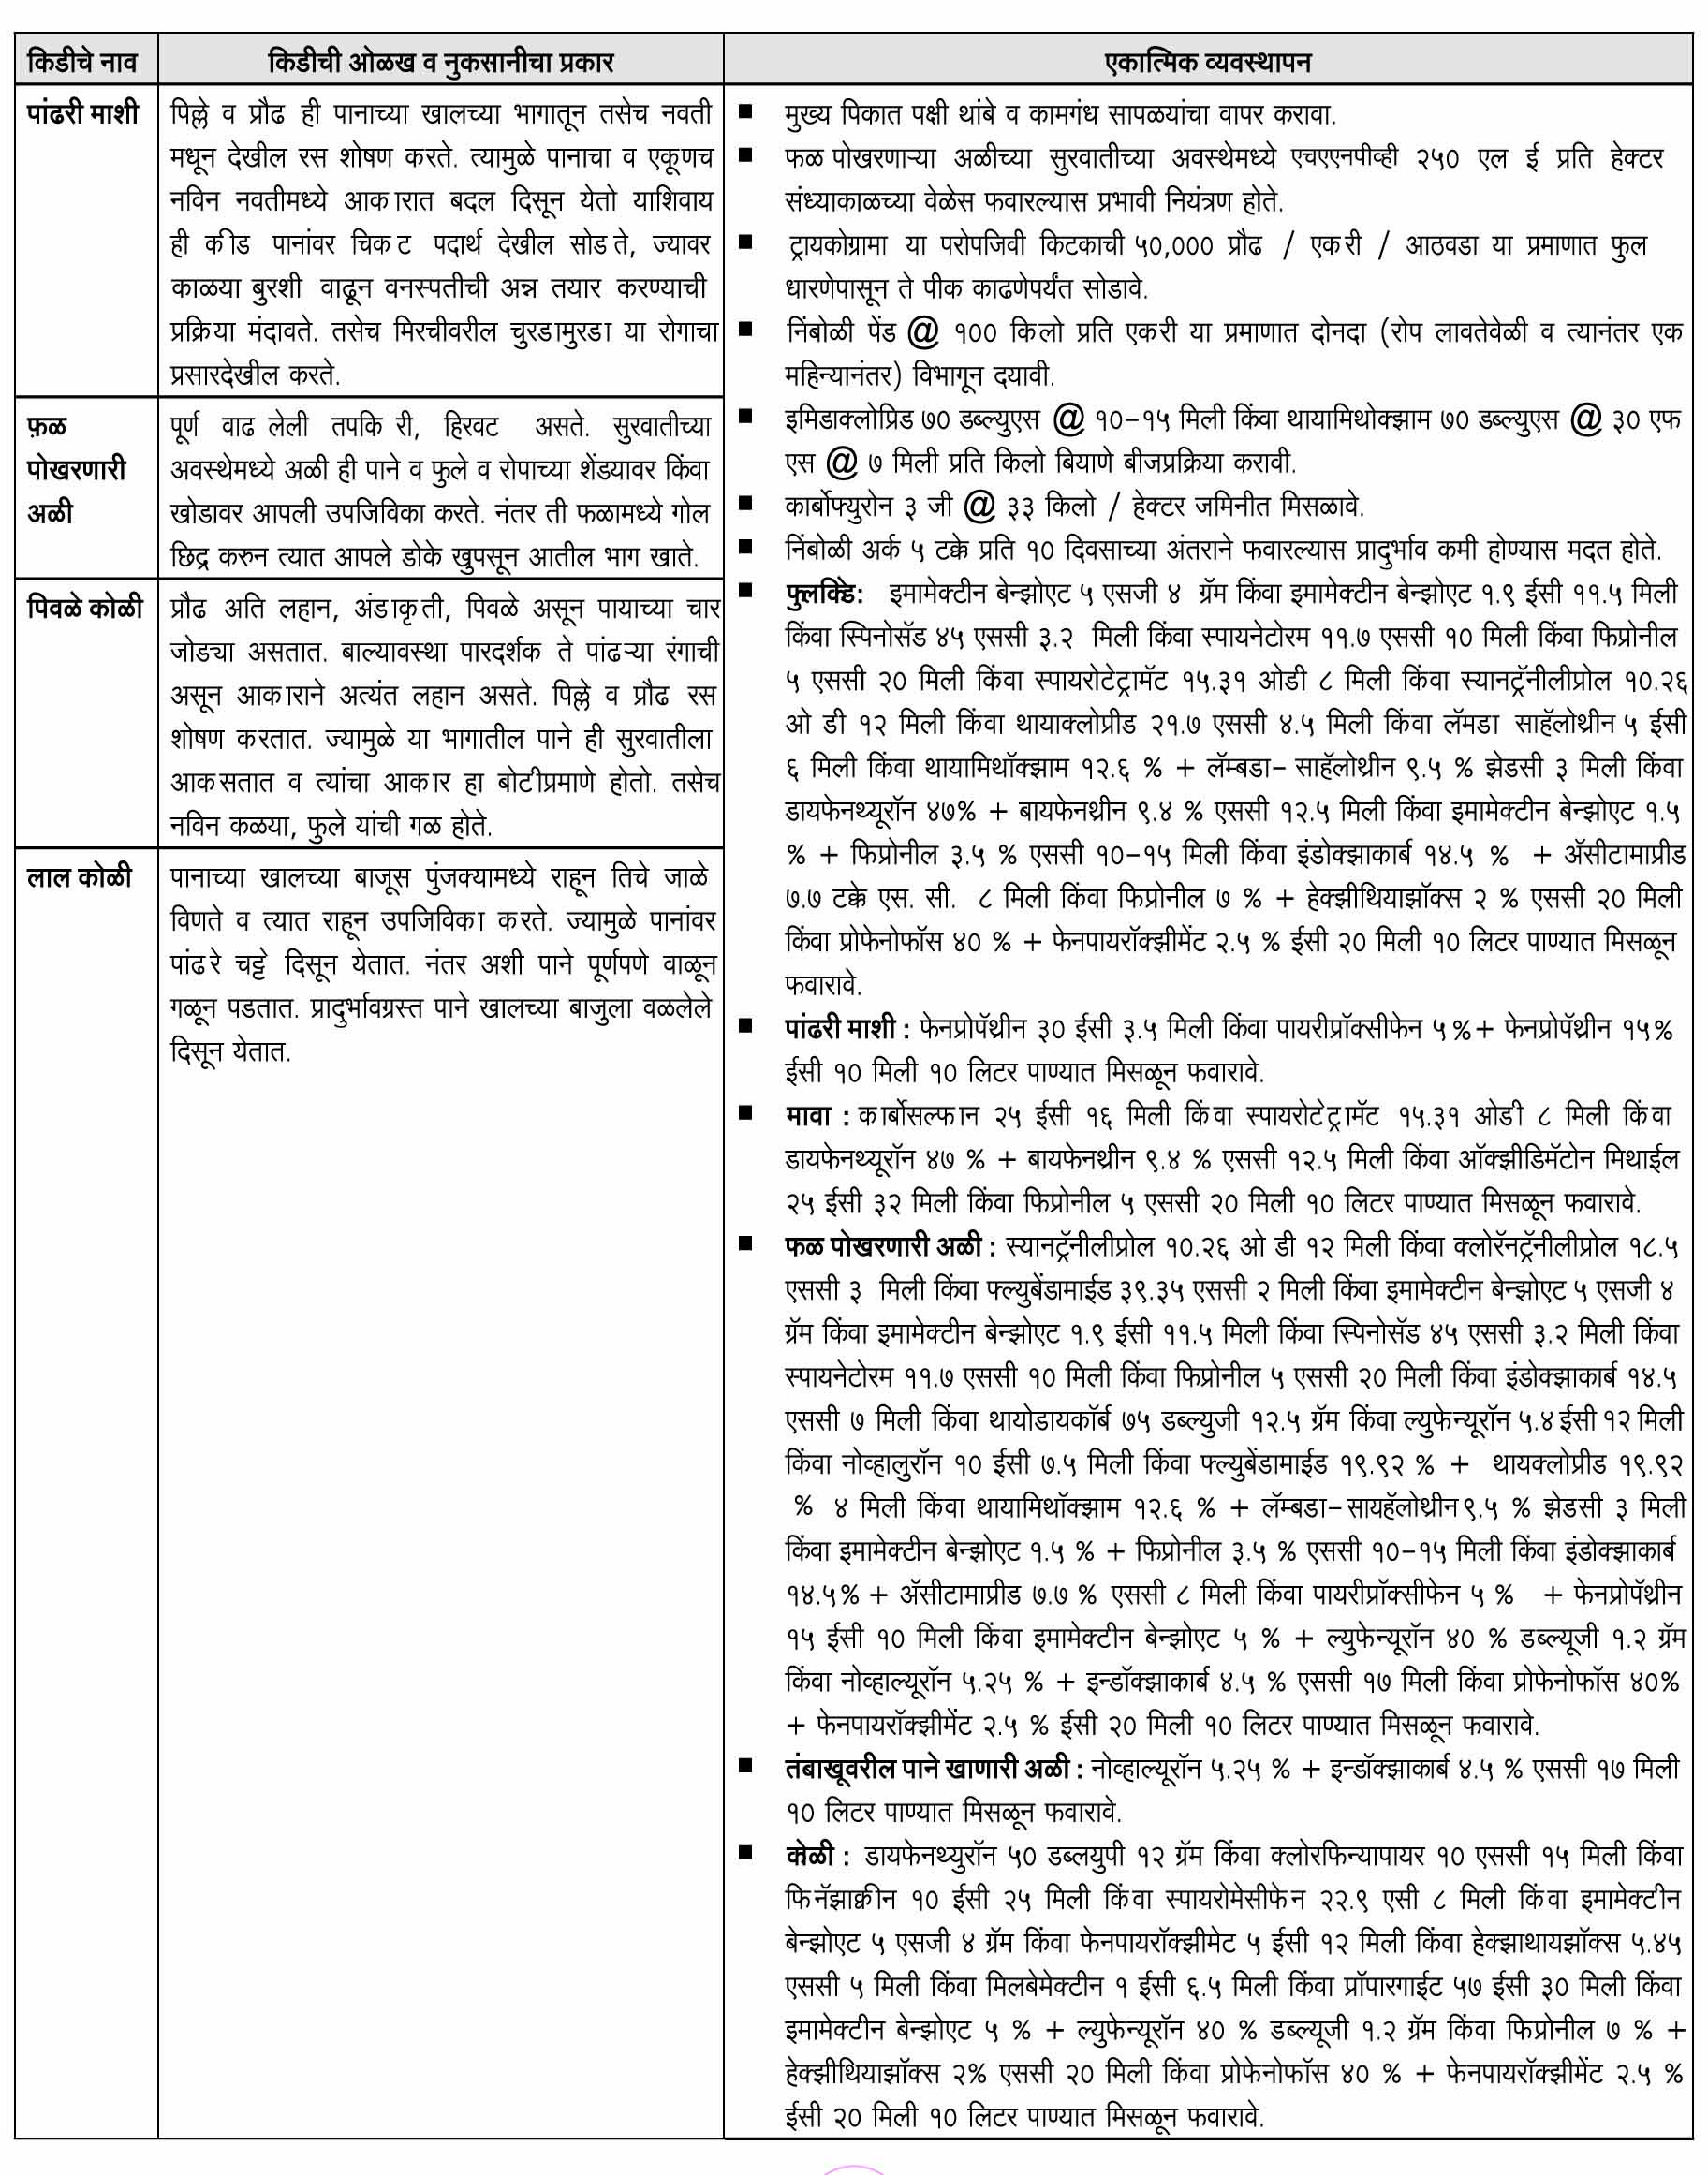 किडीचे नाव
किडीची ओळख व नुकसानीचा प्रकार
एकात्मिक व्यवस्थापन
पांढरी माशी
पिल्ले व प्रौढ ही पानाच्या खालच्या भागातून तसेच नवती
मधून देखील रस शोषण करते. त्यामुळे पानाचा व एकूणच
नविन नवतीमध्ये आकारात बदल दिसून येतो याशिवाय
ही कीड पानांवर चिकट पदार्थ देखील सोडते, ज्यावर
काळया बुरशी वाढून वनस्पतीची अन्न तयार करण्याची
प्रक्रिया मंदावते. तसेच मिरचीवरील चुरडामुरडा या रोगाचा
प्रसारदेखील करते.
फ़ळ
पोखरणारी
अळी
पूर्ण वाढ लेली तपकिरी, हिरवट असते. सुरवातीच्या
अवस्थेमध्ये अळी ही पाने व फुले व रोपाच्या शेंडयावर किंवा
खोडावर आपली उपजिविका करते. नंतर ती फळामध्ये गोल
छिद्र करुन त्यात आपले डोके खुपसून आतील भाग खाते.
पिवळे कोळी
प्रौढ अति लहान, अंडाकृती, पिवळे असून पायाच्या चार
जोड्या असतात. बाल्यावस्था पारदर्शक ते पांढऱ्या रंगाची
असून आकाराने अत्यंत लहान असते. पिल्ले व प्रौढ रस
शोषण करतात. ज्यामुळे या भागातील पाने ही सुरवातीला
आकसतात व त्यांचा आकार हा बोटीप्रमाणे होतो. तसेच
नविन कळया, फुले यांची गळ होते.
लाल कोळी
पानाच्या खालच्या बाजूस पुंजक्यामध्ये राहून तिचे जाळे
विणते व त्यात राहून उपजिविका करते. ज्यामुळे पानांवर
पांढरे चट्टे दिसून येतात. नंतर अशी पाने पूर्णपणे वाळून
गळून पडतात. प्रादुर्भावग्रस्त पाने खालच्या बाजुला वळलेले
दिसून येतात.
■ मुख्य पिकात पक्षी थांबे व कामगंध सापळयांचा वापर करावा.
■ फळ पोखरणाऱ्या अळीच्या सुरवातीच्या अवस्थेमध्ये एचएएनपीव्ही २५० एल ई प्रति हेक्टर
संध्याकाळच्या वेळेस फवारल्यास प्रभावी नियंत्रण होते.
■ ट्रायकोग्रामा या परोपजिवी किटकाची ५०,००० प्रौढ / एकरी / आठवडा या प्रमाणात फुल
धारणेपासून ते पीक काढणेपर्यंत सोडावे.
■ निंबोळी पेंड @ १०० किलो प्रति एकरी या प्रमाणात दोनदा (रोप लावतेवेळी व त्यानंतर एक
महिन्यानंतर) विभागून दयावी.
■ इमिडाक्लोप्रिड ७० डब्ल्युएस @ १०-१५ मिली किंवा थायामिथोक्झाम ७० डब्ल्युएस @ ३० एफ
एस @ ७ मिली प्रति किलो बियाणे बीजप्रक्रिया करावी.
■ कार्बोफ्युरोन ३ जी @ ३३ किलो / हेक्टर जमिनीत मिसळावे.
■ निंबोळी अर्क ५ टक्के प्रति १० दिवसाच्या अंतराने फवारल्यास प्रादुर्भाव कमी होण्यास मदत होते.
■ फुलकिडे: इमामेक्टीन बेन्झोएट ५ एसजी ४ ग्रॅम किंवा इमामेक्टीन बेन्झोएट १.९ ईसी ११.५ मिली
किंवा स्पिनोसॅड ४५ एससी ३.२ मिली किंवा स्पायनेटोरम ११.७ एससी १० मिली किंवा फिप्रोनील
५ एससी २० मिली किंवा स्पायरोटेट्रामॅट १५.३१ ओडी ८ मिली किंवा स्यानट्रॅनीलीप्रोल १०.२६
ओ डी १२ मिली किंवा थायाक्लोप्रीड २१.७ एससी ४.५ मिली किंवा लॅमडा साहॅलोथ्रीन ५ ईसी
६ मिली किंवा थायामिथॉक्झाम १२.६ % + लॅम्बडा- साहॅलोथ्रीन ९.५ % झेडसी ३ मिली किंवा
डायफेनथ्यूरॉन ४७% + बायफेनथ्रीन ९.४ % एससी १२.५ मिली किंवा इमामेक्टीन बेन्झोएट १.५
% + फिप्रोनील ३.५ % एससी १०-१५ मिली किंवा इंडोक्झाकार्ब १४.५ % + ॲसीटामाप्रीड
७.७ टक्के एस. सी. ८ मिली किंवा फिप्रोनील ७ % + हेक्झीथियाझॉक्स २ % एससी २० मिली
किंवा प्रोफेनोफॉस ४० % + फेनपायरॉक्झीमेंट २.५ % ईसी २० मिली १० लिटर पाण्यात मिसळून
फवारावे.
■ पांढरी माशी : फेनप्रोपॅथ्रीन ३० ईसी ३.५ मिली किंवा पायरीप्रॉक्सीफेन ५%+ फेनप्रोपॅथ्रीन १५%
ईसी १० मिली १० लिटर पाण्यात मिसळून फवारावे.
■ मावा : कार्बोसल्फान २५ ईसी १६ मिली किंवा स्पायरोटेट्रामॅट १५.३१ ओडी ८ मिली किंवा
डायफेनथ्यूरॉन ४७ % + बायफेनथ्रीन ९.४ % एससी १२.५ मिली किंवा ऑक्झीडिमॅटोन मिथाईल
२५ ईसी ३२ मिली किंवा फिप्रोनील ५ एससी २० मिली १० लिटर पाण्यात मिसळून फवारावे.
■ फळ पोखरणारी अळी : स्यानट्रॅनीलीप्रोल १०.२६ ओ डी १२ मिली किंवा क्लोरॅनट्रॅनीलीप्रोल १८.५
एससी ३ मिली किंवा फ्ल्युबेंडामाईड ३९.३५ एससी २ मिली किंवा इमामेक्टीन बेन्झोएट ५ एसजी ४
ग्रॅम किंवा इमामेक्टीन बेन्झोएट १.९ ईसी ११.५ मिली किंवा स्पिनोसॅड ४५ एससी ३.२ मिली किंवा
स्पायनेटोरम ११.७ एससी १० मिली किंवा फिप्रोनील ५ एससी २० मिली किंवा इंडोक्झाकार्ब १४.५
एससी ७ मिली किंवा थायोडायकॉर्ब ७५ डब्ल्युजी १२.५ ग्रॅम किंवा ल्युफेन्यूरॉन ५.४ ईसी १२ मिली
किंवा नोव्हालुरॉन १० ईसी ७.५ मिली किंवा फ्ल्युबेंडामाईड १९.९२ % + थायक्लोप्रीड १९.९२
% ४ मिली किंवा थायामिथॉक्झाम १२.६ % + लॅम्बडा-सायहॅलोथ्रीन९.५ % झेडसी ३ मिली
किंवा इमामेक्टीन बेन्झोएट १.५ % + फिप्रोनील ३.५ % एससी १०-१५ मिली किंवा इंडोक्झाकार्ब
१४.५% + ॲसीटामाप्रीड ७.७ % एससी ८ मिली किंवा पायरीप्रॉक्सीफेन ५ % + फेनप्रोपॅथ्रीन
१५ ईसी १० मिली किंवा इमामेक्टीन बेन्झोएट ५ % + ल्युफेन्यूरॉन ४० % डब्ल्यूजी १.२ ग्रॅम
किंवा नोव्हाल्यूरॉन ५.२५ % + इन्डॉक्झाकार्ब ४.५ % एससी १७ मिली किंवा प्रोफेनोफॉस ४०%
+ फेनपायरॉक्झीमेंट २.५ % ईसी २० मिली १० लिटर पाण्यात मिसळून फवारावे.
■ तंबाखूवरील पाने खाणारी अळी : नोव्हाल्यूरॉन ५.२५ % + इन्डॉक्झाकार्ब ४.५ % एससी १७ मिली
१० लिटर पाण्यात मिसळून फवारावे.
■ कोळी : डायफेनथ्युरॉन ५० डब्लयुपी १२ ग्रॅम किंवा क्लोरफिन्यापायर १० एससी १५ मिली किंवा
फिनॅझाक्वीन १० ईसी २५ मिली किंवा स्पायरोमेसीफेन २२.९ एसी ८ मिली किंवा इमामेक्टीन
बेन्झोएट ५ एसजी ४ ग्रॅम किंवा फेनपायरॉक्झीमेट ५ ईसी १२ मिली किंवा हेक्झाथायझॉक्स ५.४५
एससी ५ मिली किंवा मिलबेमेक्टीन १ ईसी ६.५ मिली किंवा प्रॉपारगाईट ५७ ईसी ३० मिली किंवा
इमामेक्टीन बेन्झोएट ५ % + ल्युफेन्यूरॉन ४० % डब्ल्यूजी १.२ ग्रॅम किंवा फिप्रोनील ७ % +
हेक्झीथियाझॉक्स २% एससी २० मिली किंवा प्रोफेनोफॉस ४० % + फेनपायरॉक्झीमेंट २.५ %
ईसी २० मिली १० लिटर पाण्यात मिसळून फवारावे.